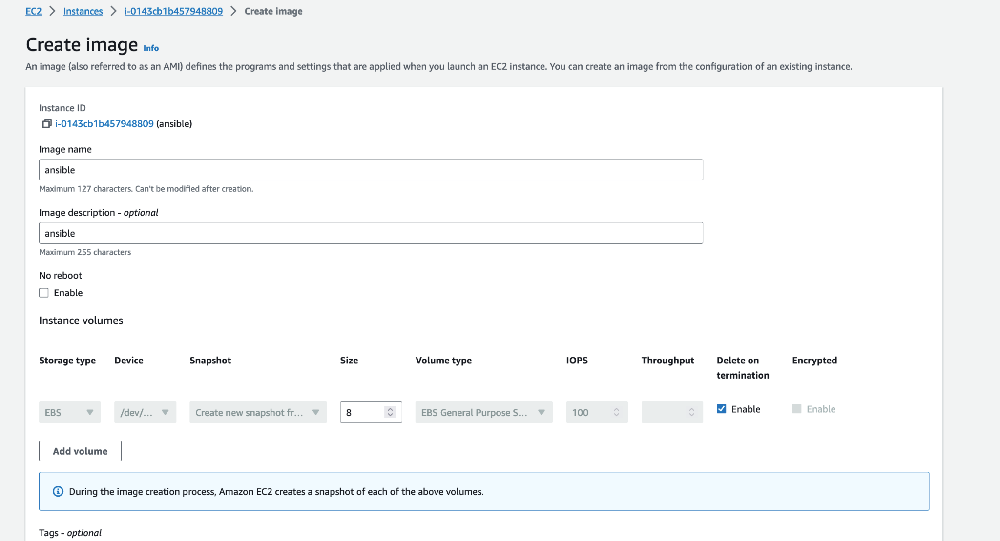 EC2 > Instances > i-0143cb1b457948809 > Create image
Create image Info
An image (also referred to as an AMI) defines the programs and settings that are applied when you launch an EC2 instance. You can create an image from the configuration of an existing instance.
Instance ID
i-0143cb1b457948809 (ansible)
Image name
ansible
Maximum 127 characters. Can't be modified after creation.
Image description - optional
ansible
Maximum 255 characters
No reboot
Enable
Instance volumes
Storage type Device Snapshot Size Volume type IOPS Throughput Delete on termination Encrypted
EBS /dev/... Create new snapshot fr... 8 EBS General Purpose S... 100 Enable Enable
Add volume
During the image creation process, Amazon EC2 creates a snapshot of each of the above volumes.
Tags - optional